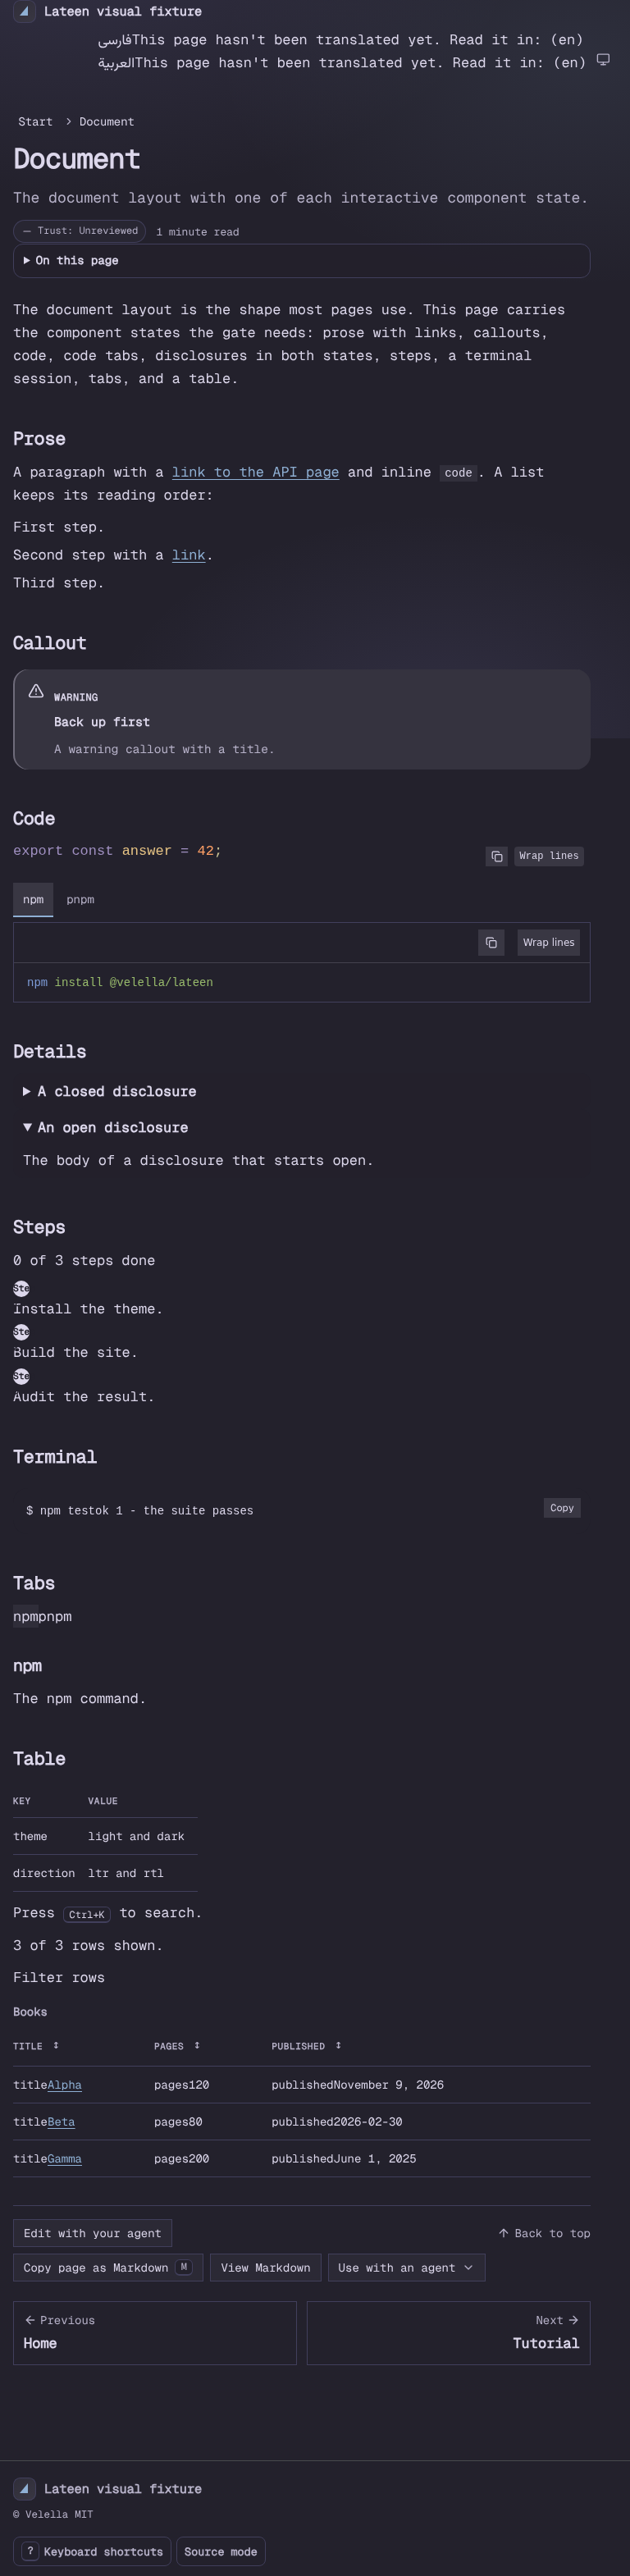 Lateen visual fixture
فارسیThis page hasn't been translated yet. Read it in: (en)
العربيةThis page hasn't been translated yet. Read it in: (en)
Start > Document
Document
The document layout with one of each interactive component state.
— Trust: Unreviewed 1 minute read
On this page
The document layout is the shape most pages use. This page carries
the component states the gate needs: prose with links, callouts,
code, code tabs, disclosures in both states, steps, a terminal
session, tabs, and a table.
Prose
A paragraph with a link to the API page and inline code. A list
keeps its reading order:
First step.
Second step with a link.
Third step.
Callout
WARNING
Back up first
A warning callout with a title.
Code
export const answer = 42;
Wrap lines
npm pnpm
Wrap lines
npm install @velella/lateen
Details
A closed disclosure
An open disclosure
The body of a disclosure that starts open.
Steps
0 of 3 steps done
Ste
Install the theme.
Ste
Build the site.
Ste
Audit the result.
Terminal
$ npm testok 1 - the suite passes
Copy
Tabs
npmpnpm
npm
The npm command.
Table
KEY VALUE
theme light and dark
direction ltr and rtl
Press Ctrl+K to search.
3 of 3 rows shown.
Filter rows
Books
TITLE ↕ PAGES ↕ PUBLISHED ↕
titleAlpha pages120 publishedNovember 9, 2026
titleBeta pages80 published2026-02-30
titleGamma pages200 publishedJune 1, 2025
Edit with your agent
↑ Back to top
Copy page as Markdown M View Markdown Use with an agent
← Previous
Home
Next →
Tutorial
Lateen visual fixture
© Velella MIT
? Keyboard shortcuts Source mode